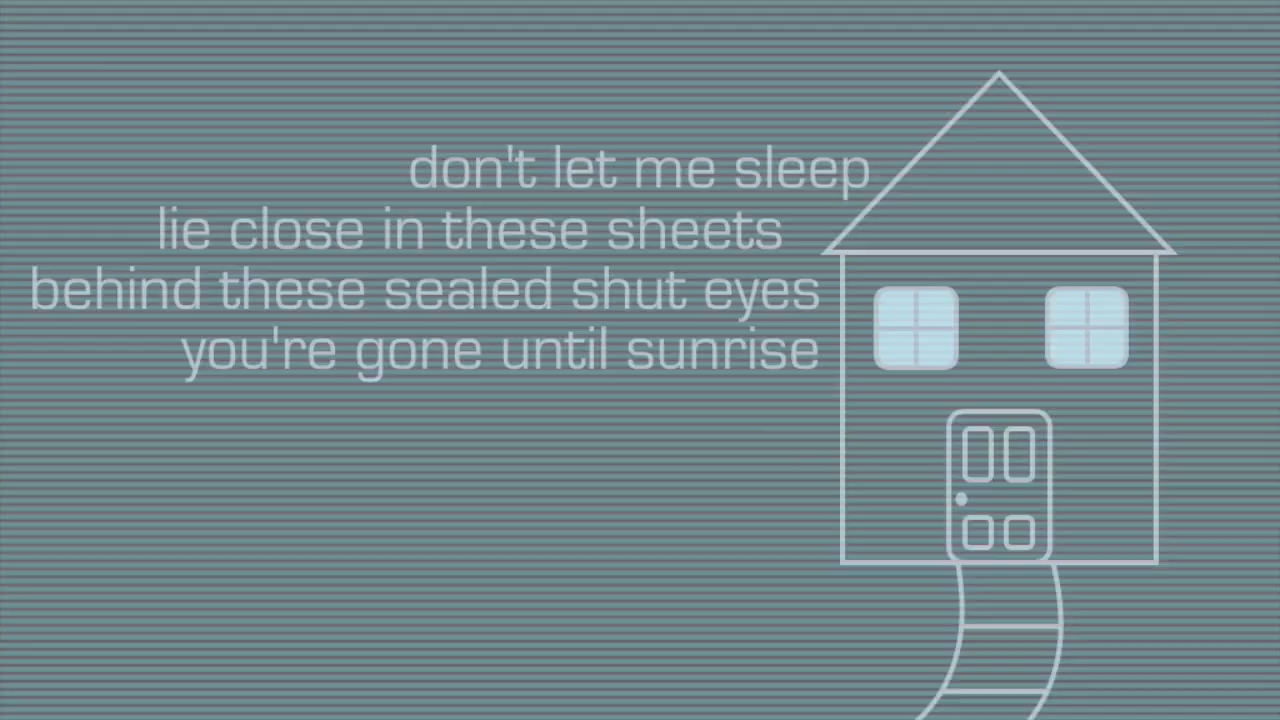 don't let me sleep
lie close in these sheets
behind these sealed shut eyes
you're gone until sunrise